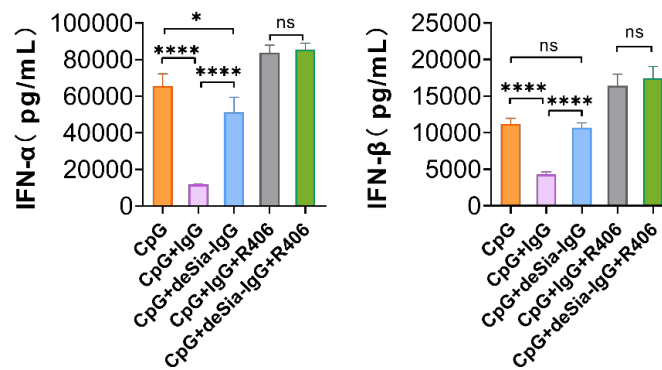 IFN-α( pg/mL)
100000
80000
60000
40000
20000
0
*
****
****
ns
CpG
CpG+IgG
CpG+deSia-IgG
CpG+IgG+R406
CpG+deSia-IgG+R406
IFN-β( pg/mL)
25000
20000
15000
10000
5000
0
ns
ns
****
****
CpG
CpG+IgG
CpG+deSia-IgG
CpG+IgG+R406
CpG+deSia-IgG+R406